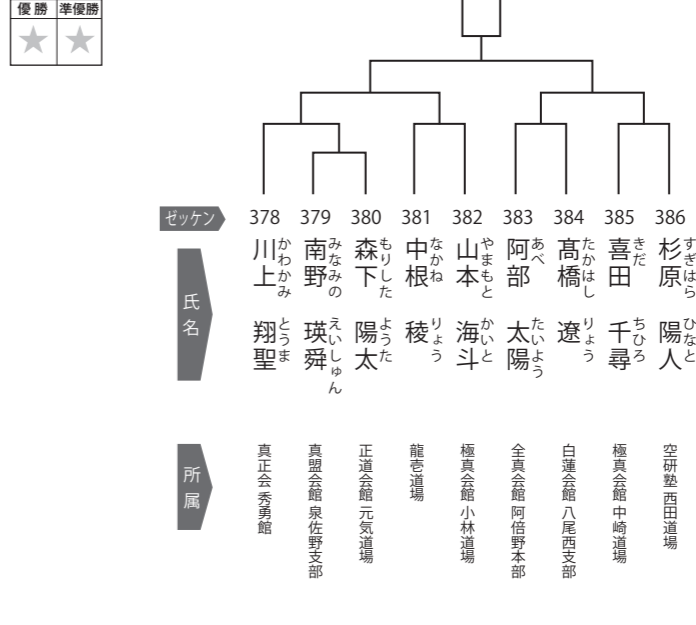 優 勝 準優勝
ゼッケン 378 379 380 381 382 383 384 385 386
氏名
川上 翔聖
かわかみ とうま
南野 瑛舜
みなみの えいしゅん
森下 陽太
もりした ようた
中根 稜
なかね りょう
山本 海斗
やまもと かいと
阿部 太陽
あべ たいよう
髙橋 遼
たかはし りょう
喜田 千尋
きだ ちひろ
杉原 陽人
すぎはら ひなと
所属
真正会 秀勇館
真盟会館 泉佐野支部
正道会館 元気道場
龍壱道場
極真会館 小林道場
全真会館 阿倍野本部
白蓮会館 八尾西支部
極真会館 中崎道場
空研塾 西田道場